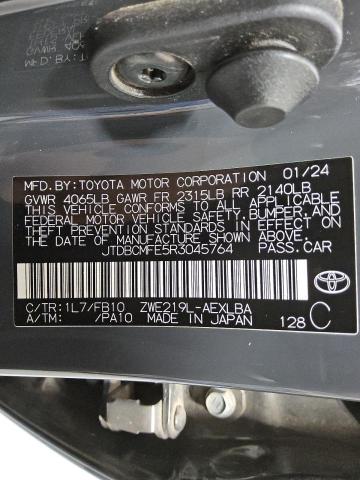 MFD.BY:TOYOTA MOTOR CORPORATION 01/24
GVWR 4065LB GAWR FR 2315LB RR 2140LB
THIS VEHICLE CONFORMS TO ALL APPLICABLE
FEDERAL MOTOR VEHICLE SAFETY, BUMPER, AND
THEFT PREVENTION STANDARDS IN EFFECT ON
THE DATE OF MANUFACTURE SHOWN ABOVE.
JTDBCMFE5R3045764 PASS.CAR
TOYOTA
C/TR:1L7/FB10 ZWE219L-AEXLBA
A/TM: /PA10 MADE IN JAPAN 128 C